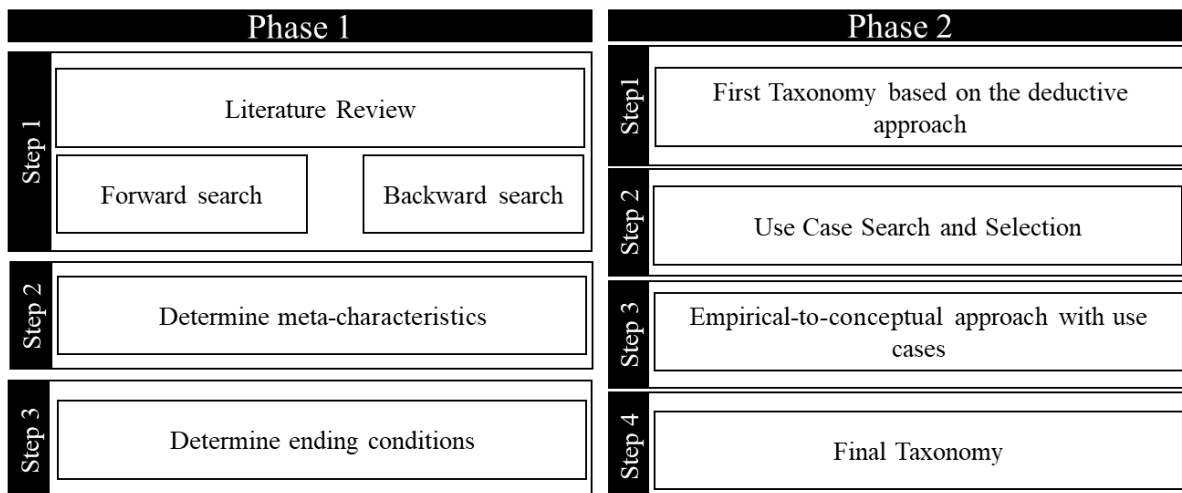 Phase 1
Step 1
Literature Review
Forward search
Backward search
Step 2
Determine meta-characteristics
Step 3
Determine ending conditions
Phase 2
Step1
First Taxonomy based on the deductive
approach
Step 2
Use Case Search and Selection
Step 3
Empirical-to-conceptual approach with use
cases
Step 4
Final Taxonomy